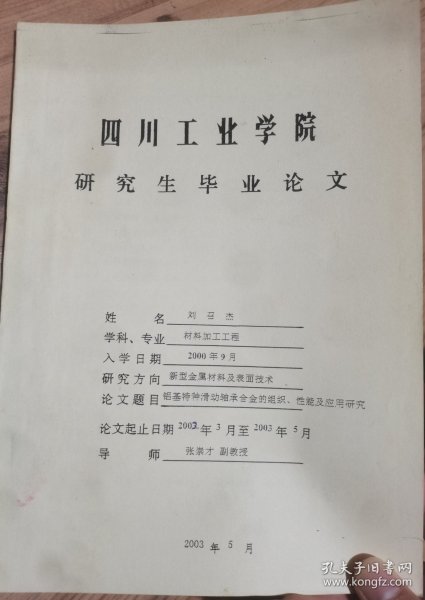 四川工业学院
研究生毕业论文
姓名 刘召杰
学科、专业 材料加工工程
入学日期 2000年9月
研究方向 新型金属材料及表面技术
论文题目 铝基特种滑动轴承合金的组织、性能及应用研究
论文起止日期 2002年3月至2003年5月
导师 张崇才 副教授
2003年5月
孔夫子旧书网
www.kongfz.com